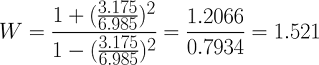 W = \frac{1 + (\frac{3.175}{6.985})^2}{1 - (\frac{3.175}{6.985})^2} = \frac{1.2066}{0.7934} = 1.521